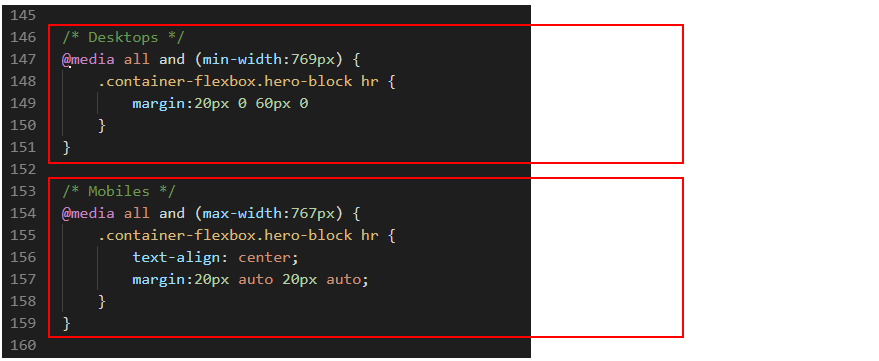 145
146 /* Desktops */
147 @media all and (min-width:769px) {
148 .container-flexbox.hero-block hr {
149 margin:20px 0 60px 0
150 }
151 }
152
153 /* Mobiles */
154 @media all and (max-width:767px) {
155 .container-flexbox.hero-block hr {
156 text-align: center;
157 margin:20px auto 20px auto;
158 }
159 }
160